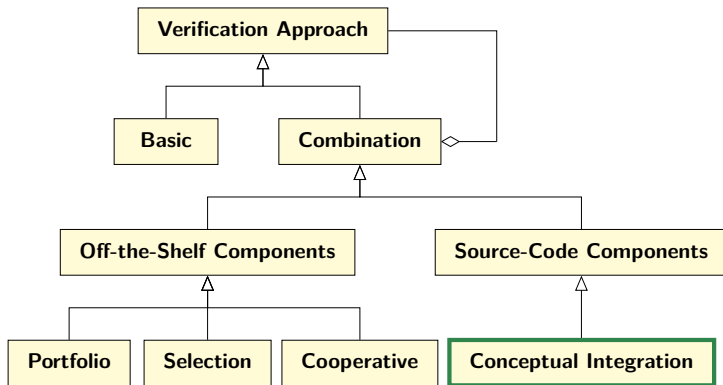 Verification Approach
Basic
Combination
Off-the-Shelf Components
Source-Code Components
Portfolio
Selection
Cooperative
Conceptual Integration